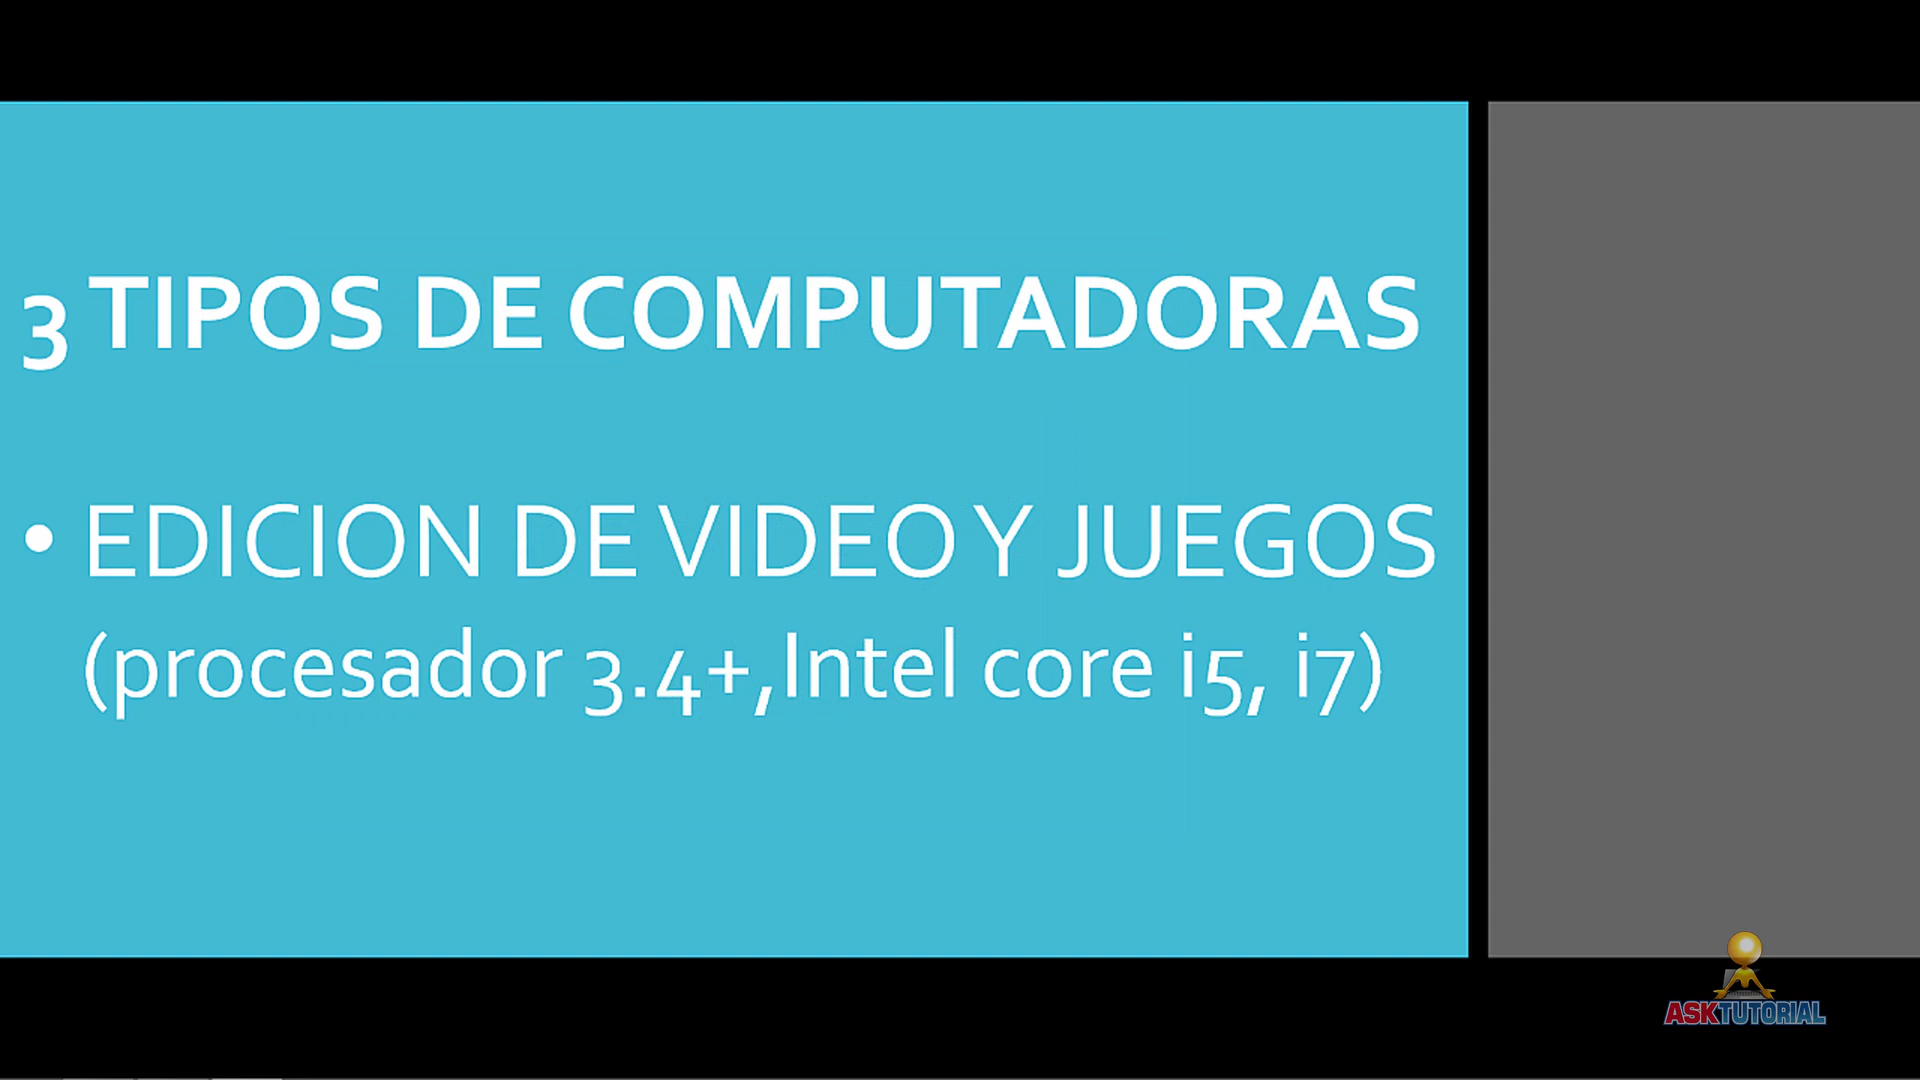 3 TIPOS DE COMPUTADORAS
• EDICION DE VIDEO Y JUEGOS
(procesador 3.4+, Intel core i5, i7)
ASKTUTORIAL